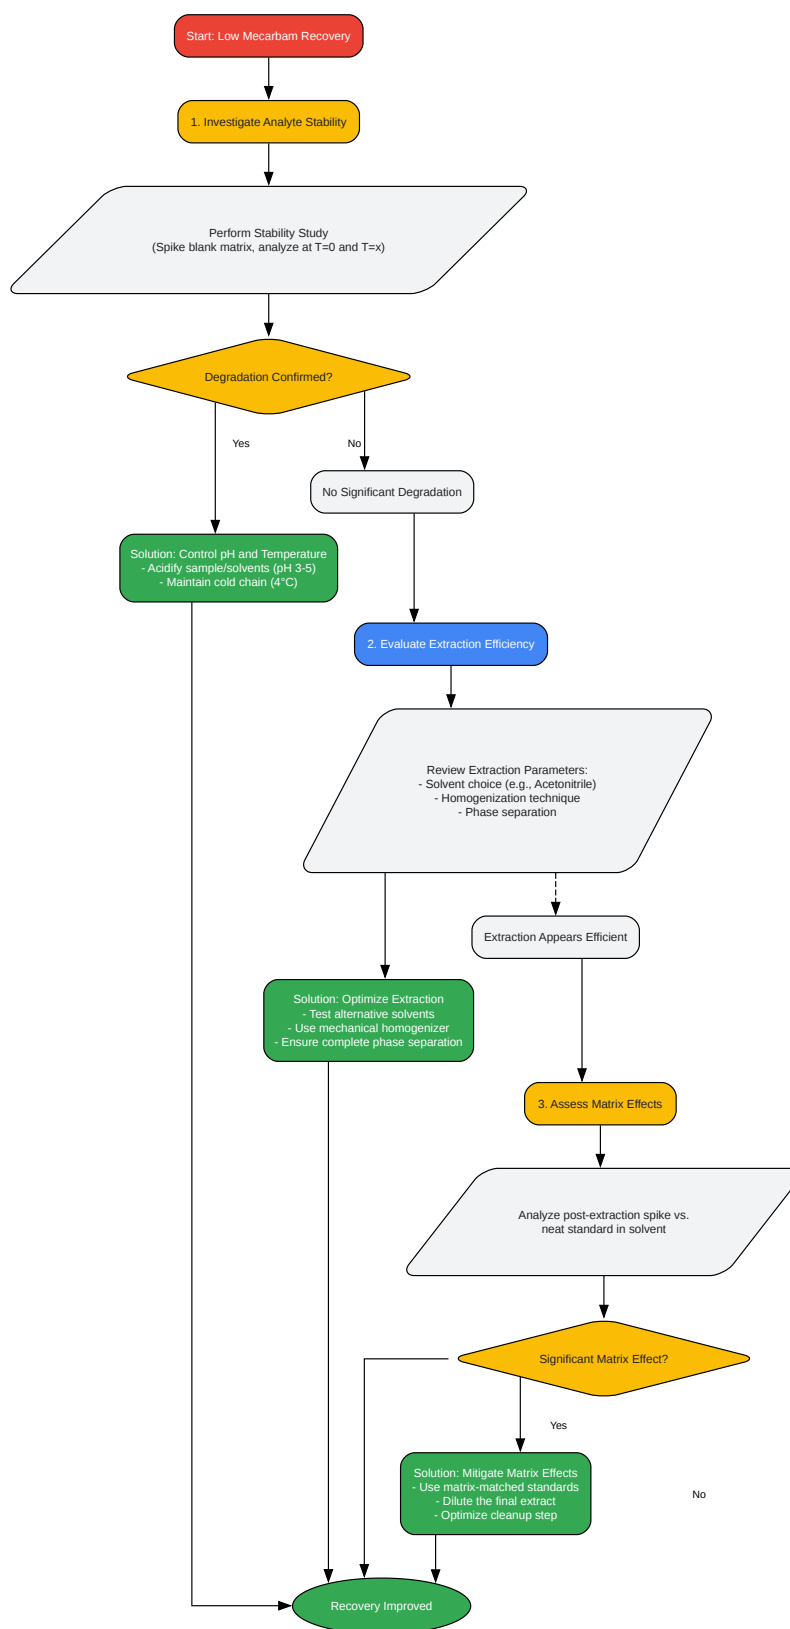 Start: Low Mecarbam Recovery
1. Investigate Analyte Stability
Perform Stability Study
(Spike blank matrix, analyze at T=0 and T=x)
Degradation Confirmed?
Yes
No
No Significant Degradation
Solution: Control pH and Temperature
- Acidify sample/solvents (pH 3-5)
- Maintain cold chain (4°C)
2. Evaluate Extraction Efficiency
Review Extraction Parameters:
- Solvent choice (e.g., Acetonitrile)
- Homogenization technique
- Phase separation
Extraction Appears Efficient
Solution: Optimize Extraction
- Test alternative solvents
- Use mechanical homogenizer
- Ensure complete phase separation
3. Assess Matrix Effects
Analyze post-extraction spike vs.
neat standard in solvent
Significant Matrix Effect?
Yes
Solution: Mitigate Matrix Effects
- Use matrix-matched standards
- Dilute the final extract
- Optimize cleanup step
No
Recovery Improved